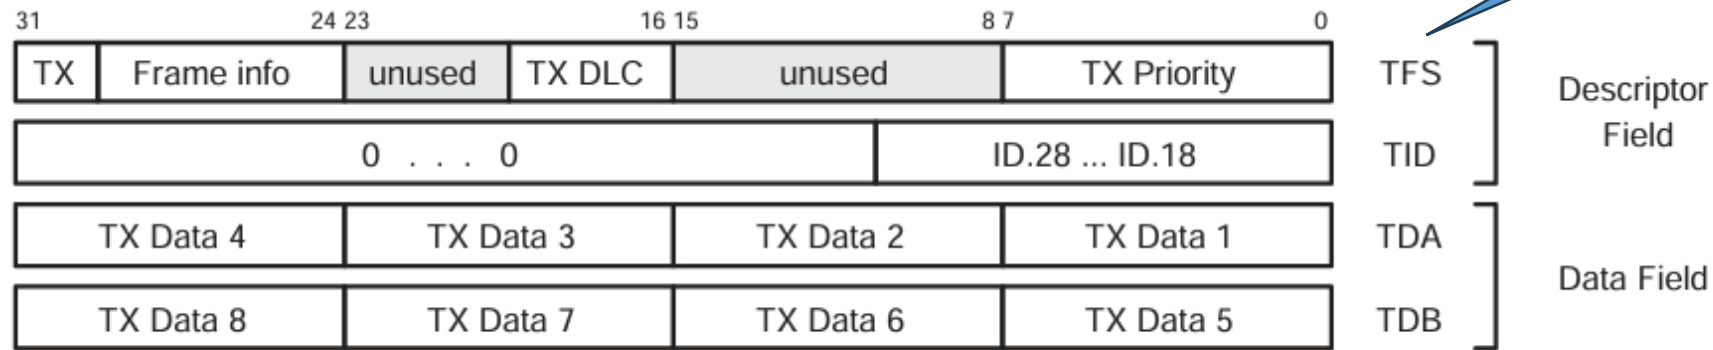 31 24 23 16 15 8 7 0
TX Frame info unused TX DLC unused TX Priority TFS
0 . . . 0 ID.28 ... ID.18 TID
Descriptor
Field
TX Data 4 TX Data 3 TX Data 2 TX Data 1 TDA
TX Data 8 TX Data 7 TX Data 6 TX Data 5 TDB
Data Field